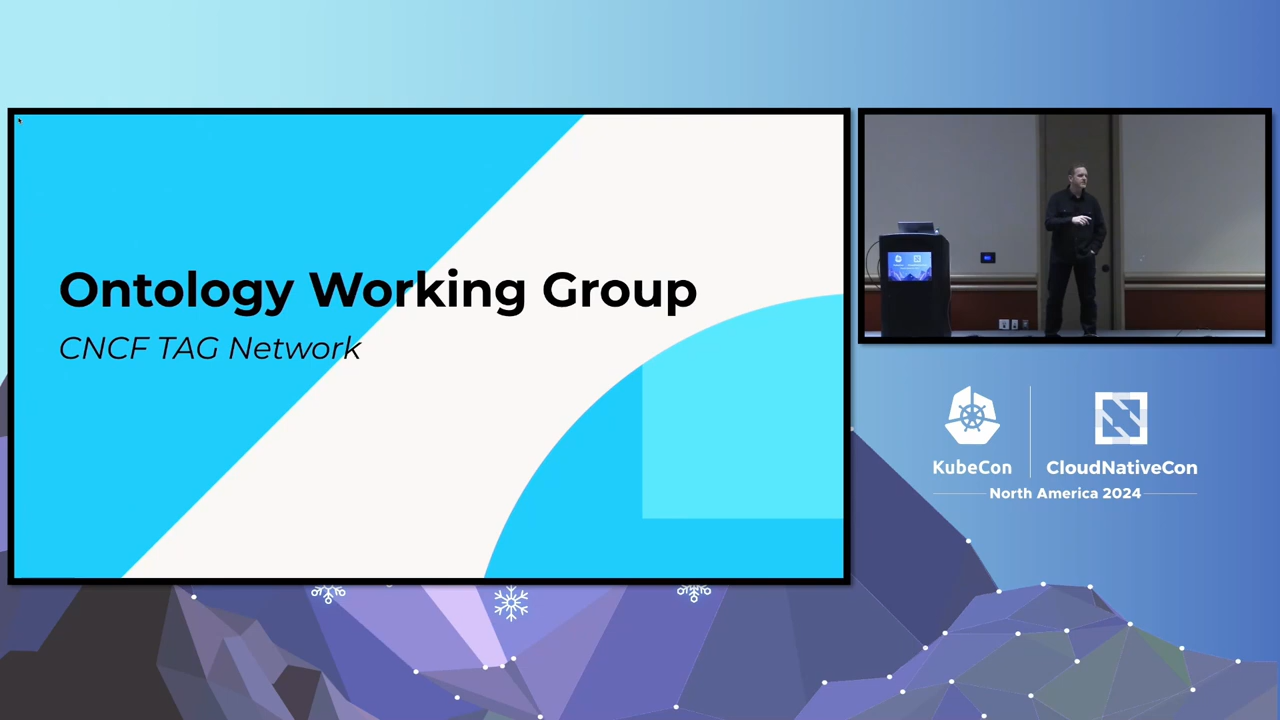 Ontology Working Group
CNCF TAG Network
KubeCon
CloudNativeCon
North America 2024